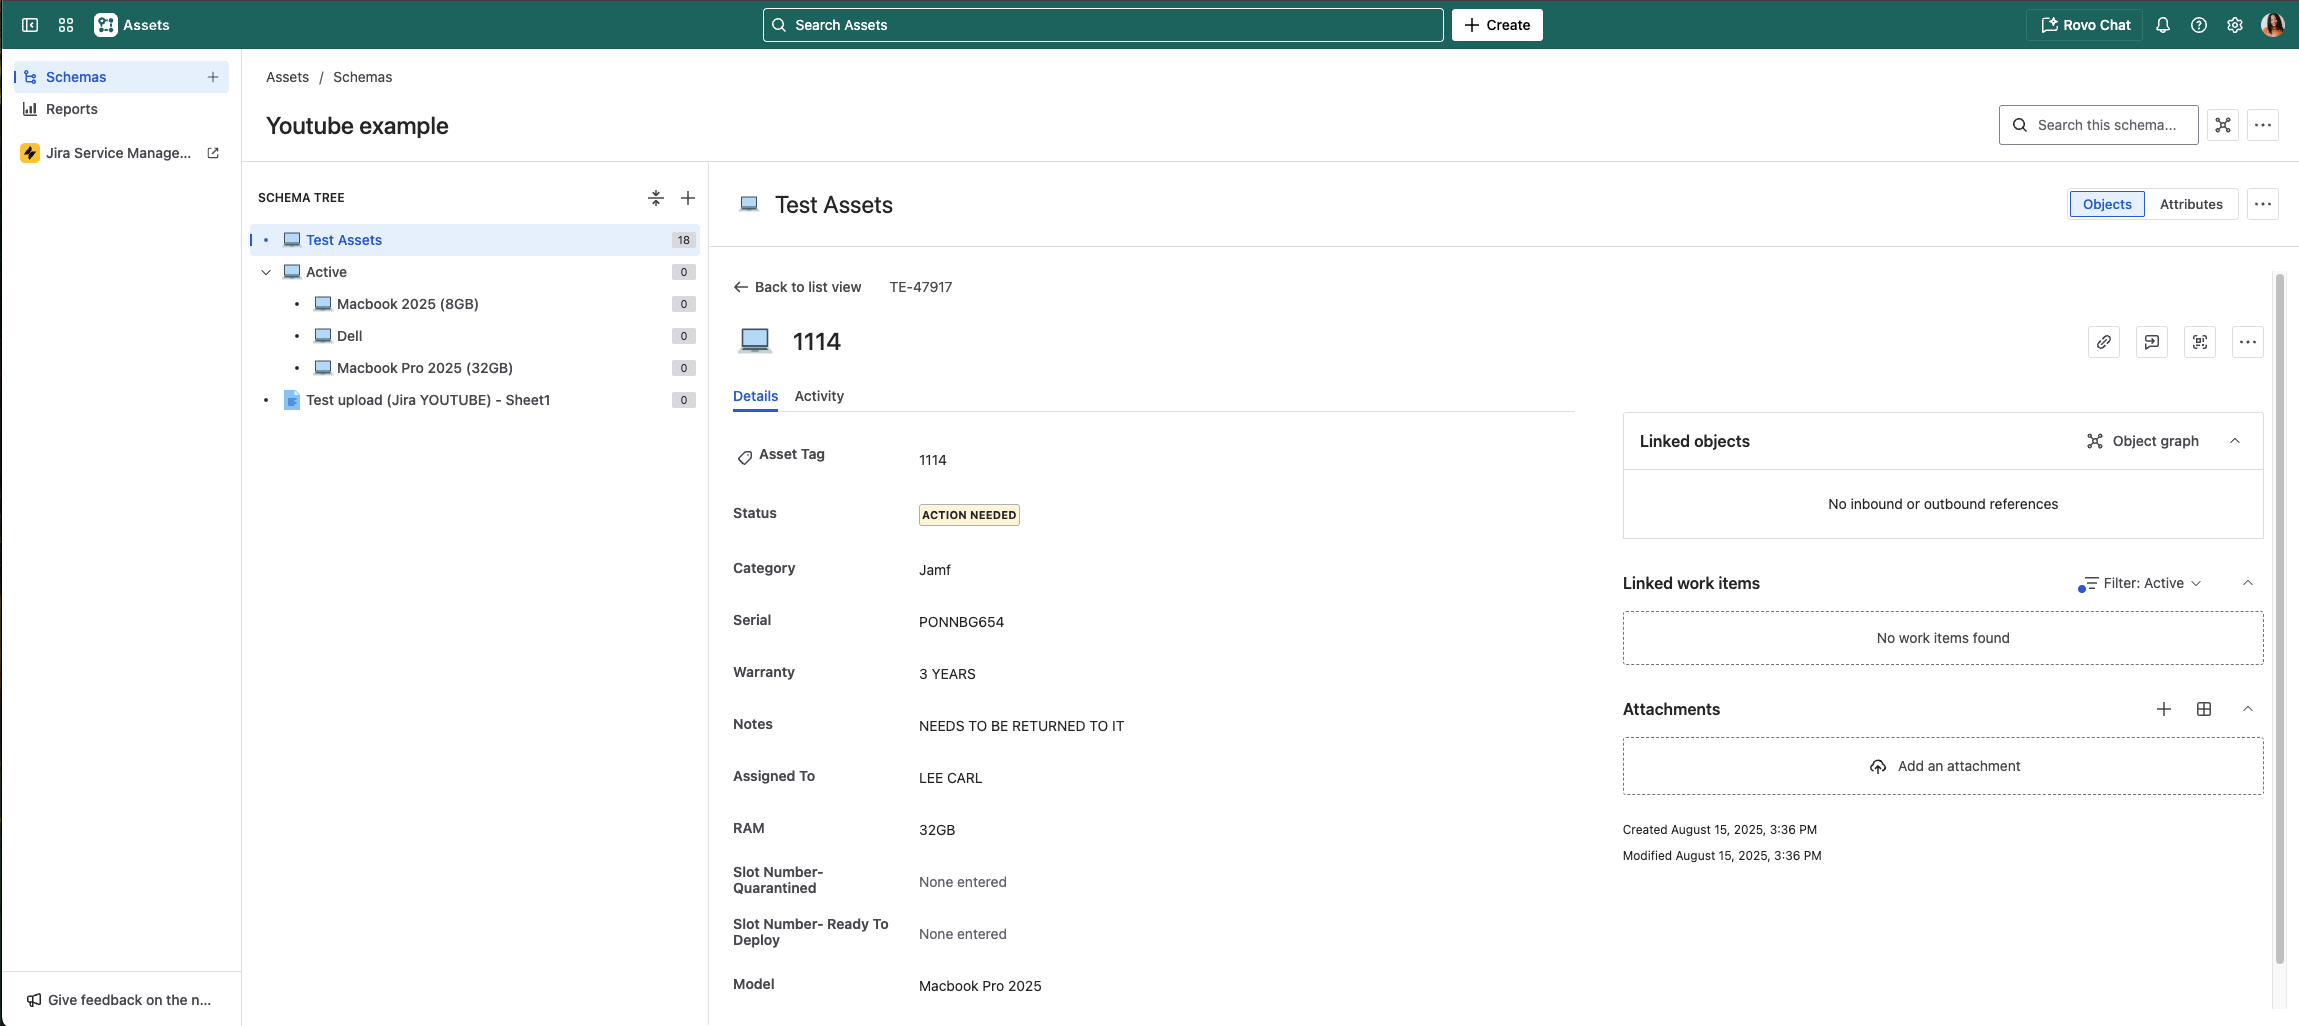 Assets
Search Assets
Create
Rovo Chat
Schemas
Reports
Jira Service Manage...
Give feedback on the n...
Assets / Schemas
Youtube example
Search this schema...
SCHEMA TREE
Test Assets 18
Active 0
Macbook 2025 (8GB) 0
Dell 0
Macbook Pro 2025 (32GB) 0
Test upload (Jira YOUTUBE) - Sheet1 0
Test Assets
Objects
Attributes
Back to list view
TE-47917
1114
Details
Activity
Asset Tag
1114
Status
ACTION NEEDED
Category
Jamf
Serial
PONNBG654
Warranty
3 YEARS
Notes
NEEDS TO BE RETURNED TO IT
Assigned To
LEE CARL
RAM
32GB
Slot Number-
Quarantined
None entered
Slot Number- Ready To
Deploy
None entered
Model
Macbook Pro 2025
Linked objects
Object graph
No inbound or outbound references
Linked work items
Filter: Active
No work items found
Attachments
Add an attachment
Created August 15, 2025, 3:36 PM
Modified August 15, 2025, 3:36 PM